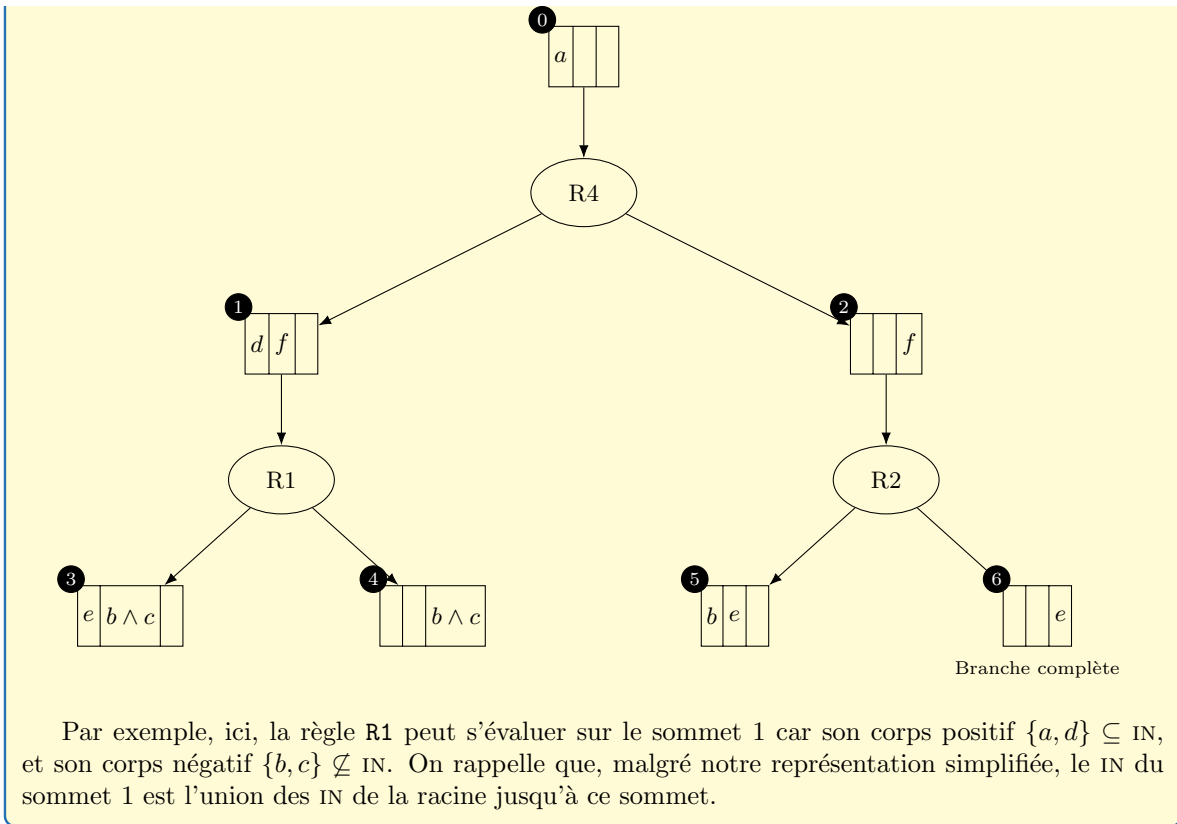 0
a
R4
1
2
d f
f
R1
R2
3
4
5
6
e b ∧ c
b ∧ c
b e
e
Branche complète
Par exemple, ici, la règle R1 peut s'évaluer sur le sommet 1 car son corps positif {a, d} ⊆ IN,
et son corps négatif {b, c} ⊈ IN. On rappelle que, malgré notre représentation simplifiée, le IN du
sommet 1 est l'union des IN de la racine jusqu'à ce sommet.